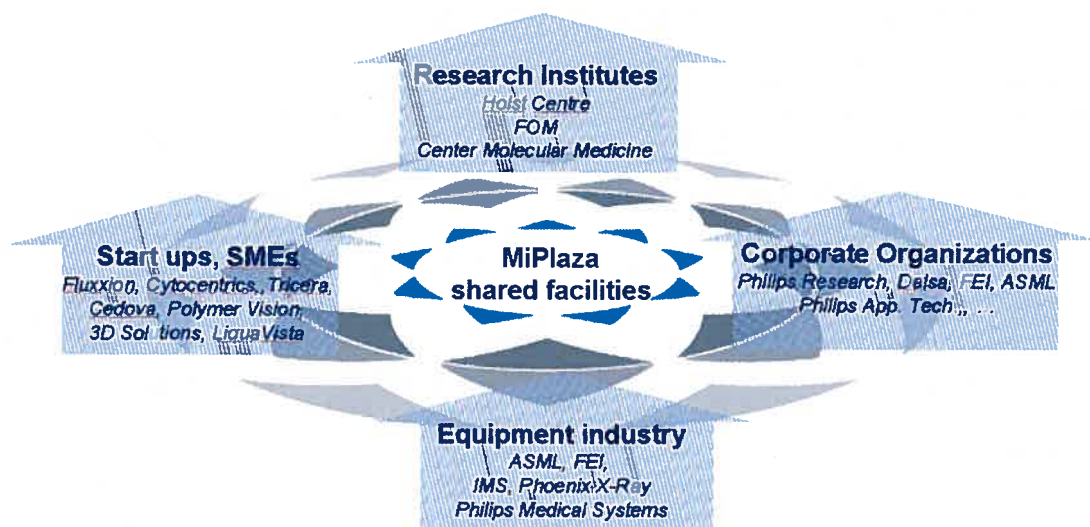 Research Institutes
Holst Centre
FOM
Center Molecular Medicine
Start ups, SMEs
Fluxxion, Cytocentrics, Tricera,
Cedova, Polymer Vision,
3D Solutions, LiquaVista
MiPlaza
shared facilities
Corporate Organizations
Philips Research, Dalsa, FEI, ASML
Philips App. Tech., . .
Equipment industry
ASML, FEI,
IMS, Phoenix-X-Ray
Philips Medical Systems